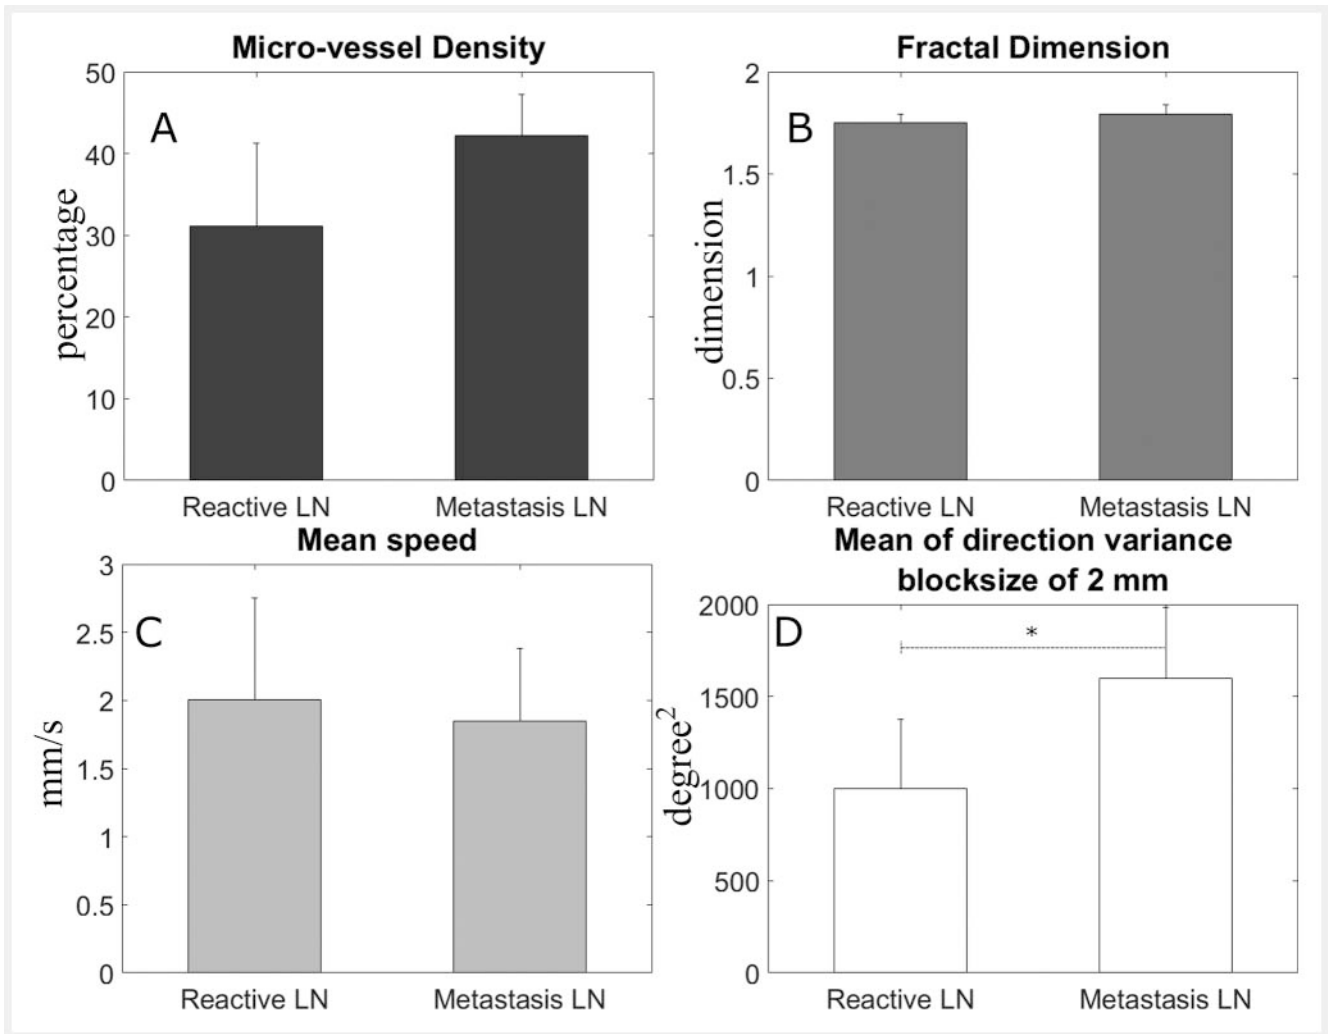 Micro-vessel Density
A
percentage
50
40
30
20
10
0
Reactive LN
Metastasis LN
Fractal Dimension
B
dimension
2
1.5
1
0.5
0
Reactive LN
Metastasis LN
Mean speed
C
mm/s
3
2.5
2
1.5
1
0.5
0
Reactive LN
Metastasis LN
Mean of direction variance
blocksize of 2 mm
D
degree²
2000
1500
1000
500
0
*
Reactive LN
Metastasis LN